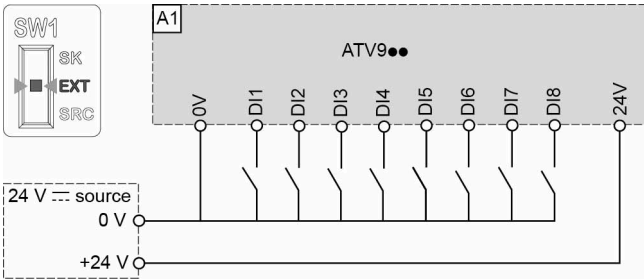 SW1
SK
EXT
SRC
A1
ATV9●●
0V DI1 DI2 DI3 DI4 DI5 DI6 DI7 DI8 24V
24 V ⎓ source
0 V
+24 V